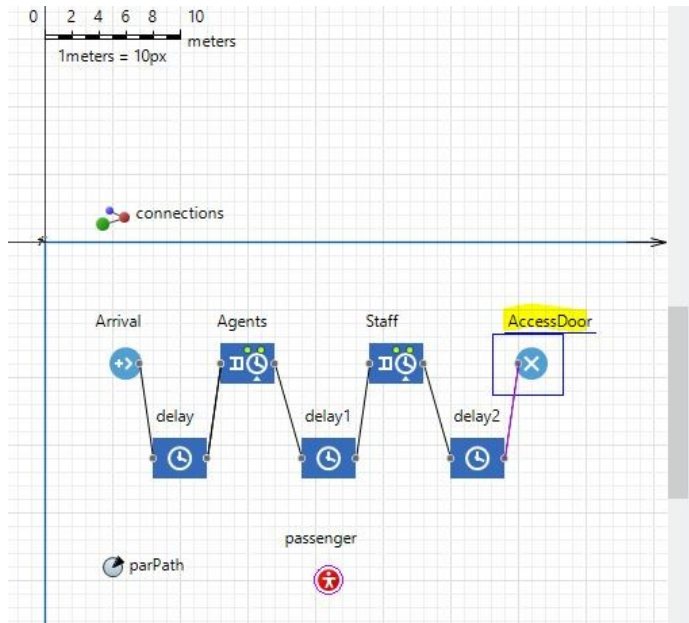 0 2 4 6 8 10
meters
1meters = 10px
connections
Arrival Agents Staff AccessDoor
delay delay1 delay2
passenger
parPath